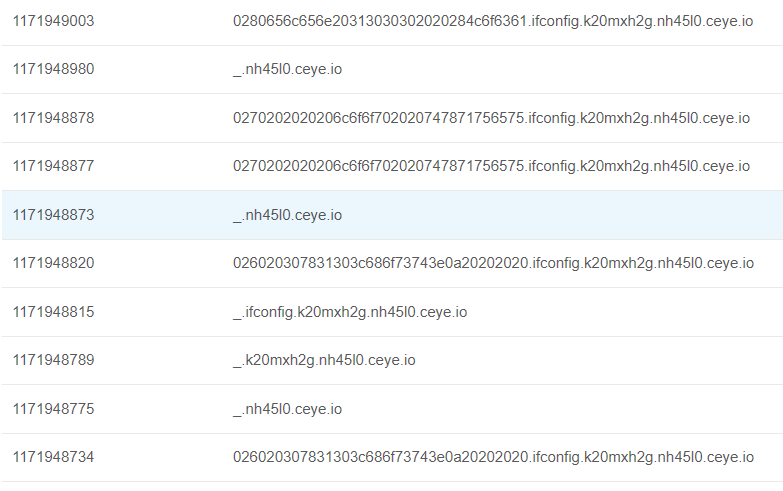 1171949003 0280656c656e20313030302020284c6f6361.ifconfig.k20mxh2g.nh45l0.ceye.io
1171948980 _.nh45l0.ceye.io
1171948878 0270202020206c6f6f702020747871756575.ifconfig.k20mxh2g.nh45l0.ceye.io
1171948877 0270202020206c6f6f702020747871756575.ifconfig.k20mxh2g.nh45l0.ceye.io
1171948873 _.nh45l0.ceye.io
1171948820 026020307831303c686f73743e0a20202020.ifconfig.k20mxh2g.nh45l0.ceye.io
1171948815 _.ifconfig.k20mxh2g.nh45l0.ceye.io
1171948789 _.k20mxh2g.nh45l0.ceye.io
1171948775 _.nh45l0.ceye.io
1171948734 026020307831303c686f73743e0a20202020.ifconfig.k20mxh2g.nh45l0.ceye.io